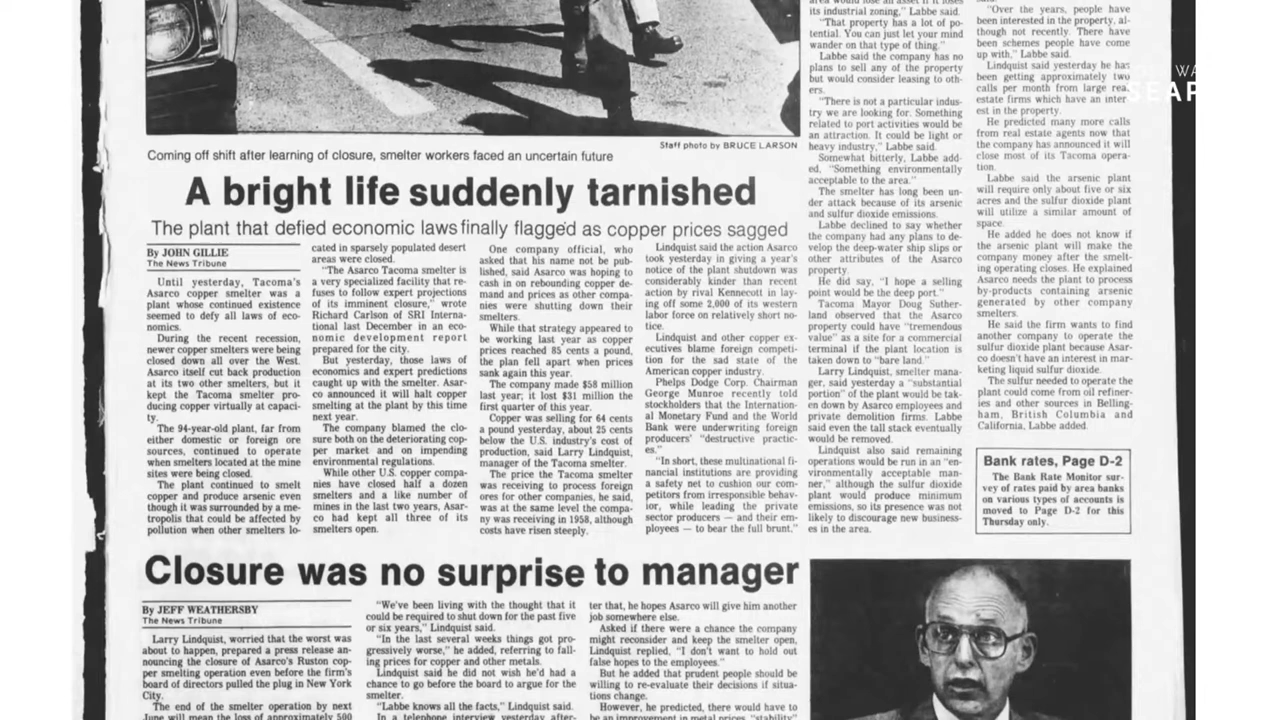 Staff photo by BRUCE LARSON
Coming off shift after learning of closure, smelter workers faced an uncertain future
A bright life suddenly tarnished
The plant that defied economic laws finally flagged as copper prices sagged
By JOHN GILLIE
The News Tribune
Until yesterday, Tacoma's
Asarco copper smelter was a
plant whose continued existence
seemed to defy all laws of eco-
nomics.
During the recent recession,
newer copper smelters were being
closed down all over the West.
Asarco itself cut back production
at its two other smelters, but it
kept the Tacoma smelter pro-
ducing copper virtually at capaci-
ty.
The 94-year-old plant, far from
either domestic or foreign ore
sources, continued to operate
when smelters located at the mine
sites were being closed.
The plant continued to smelt
copper and produce arsenic even
though it was surrounded by a me-
tropolis that could be affected by
pollution when other smelters lo-
cated in sparsely populated desert
areas were closed.
"The Asarco Tacoma smelter is
a very specialized facility that re-
fuses to follow expert projections
of its imminent closure," wrote
Richard Carlson of SRI Interna-
tional last December in an eco-
nomic development report
prepared for the city.
But yesterday, those laws of
economics and expert predictions
caught up with the smelter. Asar-
co announced it will halt copper
smelting at the plant by this time
next year.
The company blamed the clo-
sure both on the deteriorating cop-
per market and on impending
environmental regulations.
While other U.S. copper compa-
nies have closed half a dozen
smelters and a like number of
mines in the last two years, Asar-
co had kept all three of its
smelters open.
One company official, who
asked that his name not be pub-
lished, said Asarco was hoping to
cash in on rebounding copper de-
mand and prices as other compa-
nies were shutting down their
smelters.
While that strategy appeared to
be working last year as copper
prices reached 85 cents a pound,
the plan fell apart when prices
sank again this year.
The company made $58 million
last year; it lost $31 million the
first quarter of this year.
Copper was selling for 64 cents
a pound yesterday, about 25 cents
below the U.S. industry's cost of
production, said Larry Lindquist,
manager of the Tacoma smelter.
The price the Tacoma smelter
was receiving to process foreign
ores for other companies, he said,
was at the same level the compa-
ny was receiving in 1958, although
costs have risen steeply.
Lindquist said the action Asarco
took yesterday in giving a year's
notice of the plant shutdown was
considerably kinder than recent
action by rival Kennecott in lay-
ing off some 2,000 of its western
labor force on relatively short no-
tice.
Lindquist and other copper ex-
ecutives blame foreign competi-
tion for the sad state of the
American copper industry.
Phelps Dodge Corp. Chairman
George Munroe recently told
stockholders that the Internation-
al Monetary Fund and the World
Bank were underwriting foreign
producers' "destructive practic-
es."
"In short, these multinational fi-
nancial institutions are providing
a safety net to cushion our com-
petitors from irresponsible behav-
ior, while leading the private
sector producers — and their em-
ployees — to bear the full brunt,"
area would lose an asset if it loses
its industrial zoning," Labbe said.
"That property has a lot of po-
tential. You can just let your mind
wander on that type of thing."
Labbe said the company has no
plans to sell any of the property
but would consider leasing to oth-
ers.
"There is not a particular indus-
try we are looking for. Something
related to port activities would be
an attraction. It could be light or
heavy industry," Labbe said.
Somewhat bitterly, Labbe add-
ed, "Something environmentally
acceptable to the area."
The smelter has long been un-
der attack because of its arsenic
and sulfur dioxide emissions.
Labbe declined to say whether
the company had any plans to de-
velop the deep-water ship slips or
other attributes of the Asarco
property.
He did say, "I hope a selling
point would be the deep port."
Tacoma Mayor Doug Suther-
land observed that the Asarco
property could have "tremendous
value" as a site for a commercial
terminal if the plant location is
taken down to "bare land."
Larry Lindquist, smelter mana-
ger, said yesterday a "substantial
portion" of the plant would be tak-
en down by Asarco employees and
private demolition firms. Labbe
said even the tall stack eventually
would be removed.
Lindquist also said remaining
operations would be run in an "en-
vironmentally acceptable man-
ner," although the sulfur dioxide
plant would produce minimum
emissions, so its presence was not
likely to discourage new business-
es in the area.
"Over the years, people have
been interested in the property, al-
though not recently. There have
been schemes people have come
up with," Labbe said.
Lindquist said yesterday he has
been getting approximately two
calls per month from large real
estate firms which have an inter
est in the property.
He predicted many more calls
from real estate agents now that
the company has announced it will
close most of its Tacoma opera-
tion.
Labbe said the arsenic plant
will require only about five or six
acres and the sulfur dioxide plant
will utilize a similar amount of
space.
He added he does not know if
the arsenic plant will make the
company money after the smelt-
ing operating closes. He explained
Asarco needs the plant to process
by-products containing arsenic
generated by other company
smelters.
He said the firm wants to find
another company to operate the
sulfur dioxide plant because Asar-
co doesn't have an interest in mar-
keting liquid sulfur dioxide.
The sulfur needed to operate the
plant could come from oil refiner-
ies and other sources in Belling-
ham, British Columbia and
California, Labbe added.
Bank rates, Page D-2
The Bank Rate Monitor sur-
vey of rates paid by area banks
on various types of accounts is
moved to Page D-2 for this
Thursday only.
Closure was no surprise to manager
By JEFF WEATHERSBY
The News Tribune
Larry Lindquist, worried that the worst was
about to happen, prepared a press release an-
nouncing the closure of Asarco's Ruston cop-
per smelting operation even before the firm's
board of directors pulled the plug in New York
City.
The end of the smelter operation by next
June will mean the loss of approximately 500
"We've been living with the thought that it
could be required to shut down for the past five
or six years," Lindquist said.
"In the last several weeks things got pro-
gressively worse," he added, referring to fall-
ing prices for copper and other metals.
Lindquist said he did not wish he'd had a
chance to go before the board to argue for the
smelter.
"Labbe knows all the facts," Lindquist said.
In a telephone interview yesterday after-
ter that, he hopes Asarco will give him another
job somewhere else.
Asked if there were a chance the company
might reconsider and keep the smelter open,
Lindquist replied, "I don't want to hold out
false hopes to the employees."
But he added that prudent people should be
willing to re-evaluate their decisions if situa-
tions change.
However, he predicted, there would have to
be an improvement in metal prices, "stability"
WA
SEAP